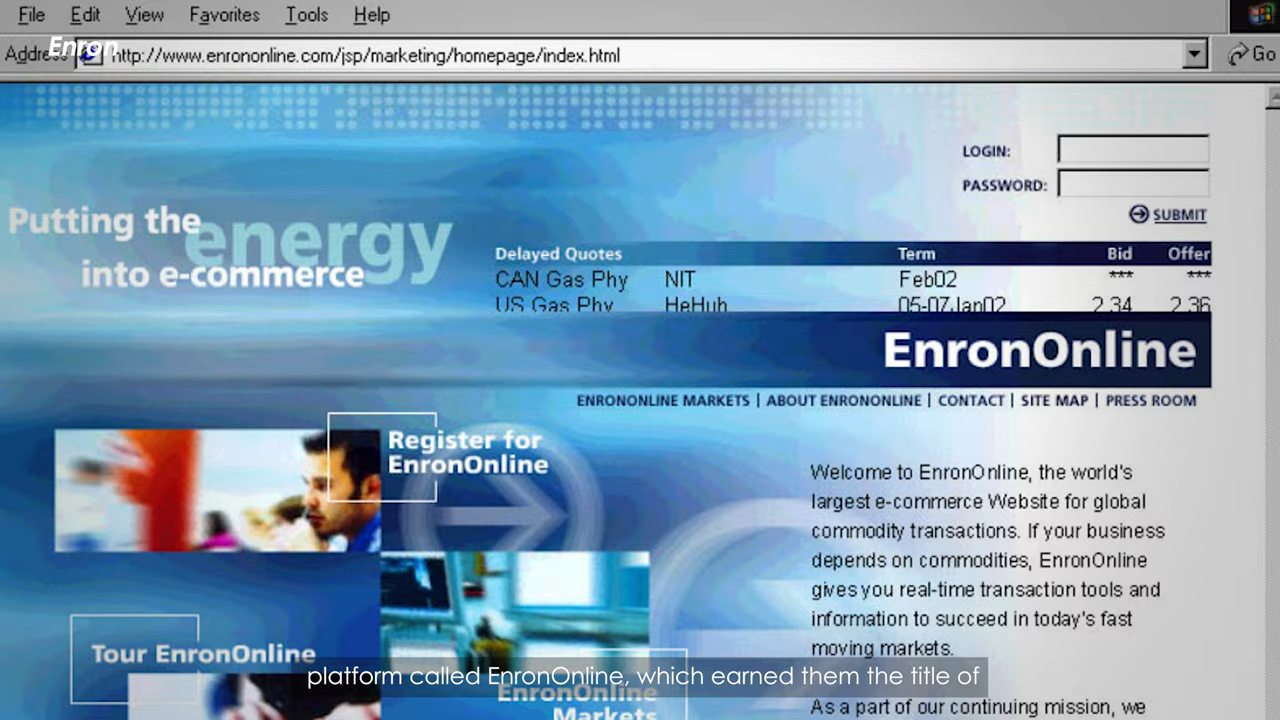 File Edit View Favorites Tools Help
Enron
Address http://www.enrononline.com/jsp/marketing/homepage/index.html Go
LOGIN:
PASSWORD:
SUBMIT
Putting the
energy
into e-commerce
Delayed Quotes Term Bid Offer
CAN Gas Phy NIT Feb02 *** ***
US Gas Phy HeHub 05-07Jan02 2.34 2.36
EnronOnline
ENRONONLINE MARKETS | ABOUT ENRONONLINE | CONTACT | SITE MAP | PRESS ROOM
Register for
EnronOnline
Welcome to EnronOnline, the world's
largest e-commerce Website for global
commodity transactions. If your business
depends on commodities, EnronOnline
gives you real-time transaction tools and
information to succeed in today's fast
moving markets.
As a part of our continuing mission, we
Tour EnronOnline
EnronOnline
Markets
platform called EnronOnline, which earned them the title of